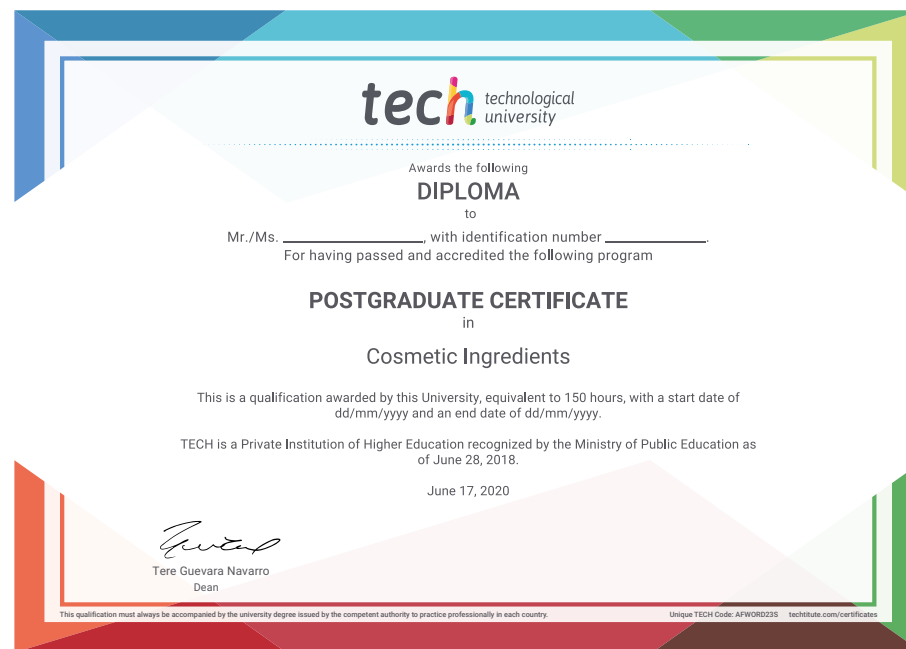 tech technological
university
Awards the following
DIPLOMA
to
Mr./Ms. ____________________, with identification number ______________.
For having passed and accredited the following program
POSTGRADUATE CERTIFICATE
in
Cosmetic Ingredients
This is a qualification awarded by this University, equivalent to 150 hours, with a start date of
dd/mm/yyyy and an end date of dd/mm/yyyy.
TECH is a Private Institution of Higher Education recognized by the Ministry of Public Education as
of June 28, 2018.
June 17, 2020
Tere Guevara Navarro
Dean
This qualification must always be accompanied by the university degree issued by the competent authority to practice professionally in each country. Unique TECH Code: AFWORD23S techtitute.com/certificates